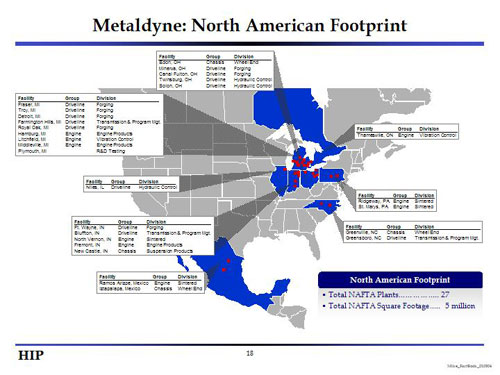 Metaldyne: North American Footprint
Facility Group Division
Edon, OH Chassis Wheel End
Minerva, OH Driveline Forging
Canal Fulton, OH Driveline Forging
Twinsburg, OH Driveline Hydraulic Control
Solon, OH Driveline Hydraulic Control
Facility Group Division
Fraser, MI Driveline Forging
Troy, MI Driveline Forging
Detroit, MI Driveline Forging
Farmington Hills, MI Transmission & Program Mgt.
Royal Oak, MI Driveline Forging
Hamburg, MI Engine Engine Products
Litchfield, MI Engine Vibration Control
Middleville, MI Engine Engine Products
Plymouth, MI R&D Testing
Facility Group Division
Thamesville, ON Engine Vibration Control
Facility Group Division
Niles, IL Driveline Hydraulic Control
Facility Group Division
Ridgeway, PA Engine Sintered
St. Marys, PA Engine Sintered
Facility Group Division
Ft. Wayne, IN Driveline Forging
Bluffton, IN Driveline Transmission & Program Mgt.
North Vernon, IN Engine Sintered
Fremont, IN Engine Engine Products
New Castle, IN Chassis Suspension Products
Facility Group Division
Greenville, NC Chassis Wheel End
Greensboro, NC Driveline Transmission & Program Mgt.
Facility Group Division
Ramos Arizpe, Mexico Engine Sintered
Iztapalapa, Mexico Chassis Wheel End
North American Footprint
• Total NAFTA Plants................ 27
• Total NAFTA Square Footage..... 5 million
HIP
18